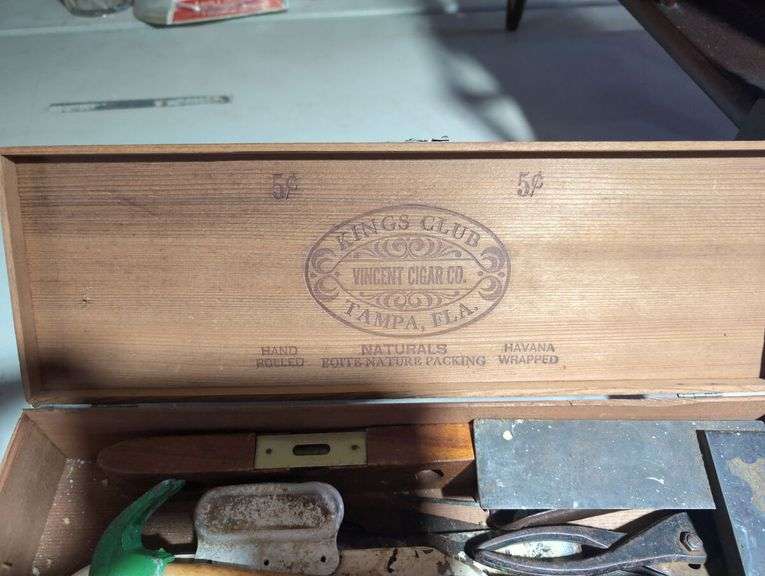 5¢ 5¢
KINGS CLUB
VINCENT CIGAR CO.
TAMPA, FLA.
HAND ROLLED
NATURALS
BOITE-NATURE PACKING
HAVANA WRAPPED